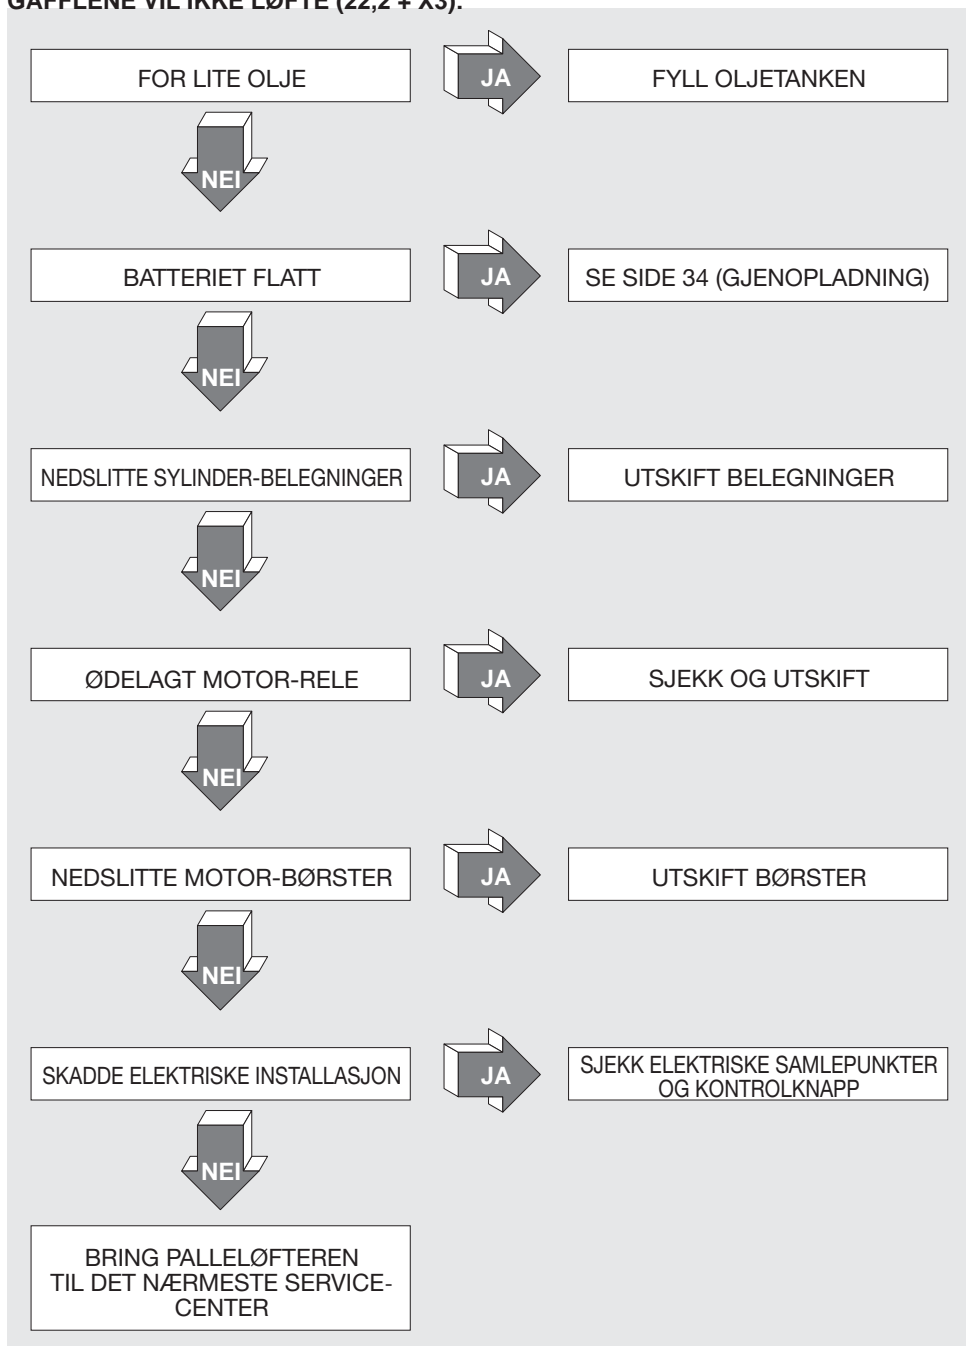 GAFFLENE VIL IKKE LØFTE (22,2 + X3).
FOR LITE OLJE
JA
FYLL OLJETANKEN
NEI
BATTERIET FLATT
JA
SE SIDE 34 (GJENOPLADNING)
NEI
NEDSLITTE SYLINDER-BELEGNINGER
JA
UTSKIFT BELEGNINGER
NEI
ØDELAGT MOTOR-RELE
JA
SJEKK OG UTSKIFT
NEI
NEDSLITTE MOTOR-BØRSTER
JA
UTSKIFT BØRSTER
NEI
SKADDE ELEKTRISKE INSTALLASJON
JA
SJEKK ELEKTRISKE SAMLEPUNKTER
OG KONTROLKNAPP
NEI
BRING PALLELØFTEREN
TIL DET NÆRMESTE SERVICE-
CENTER